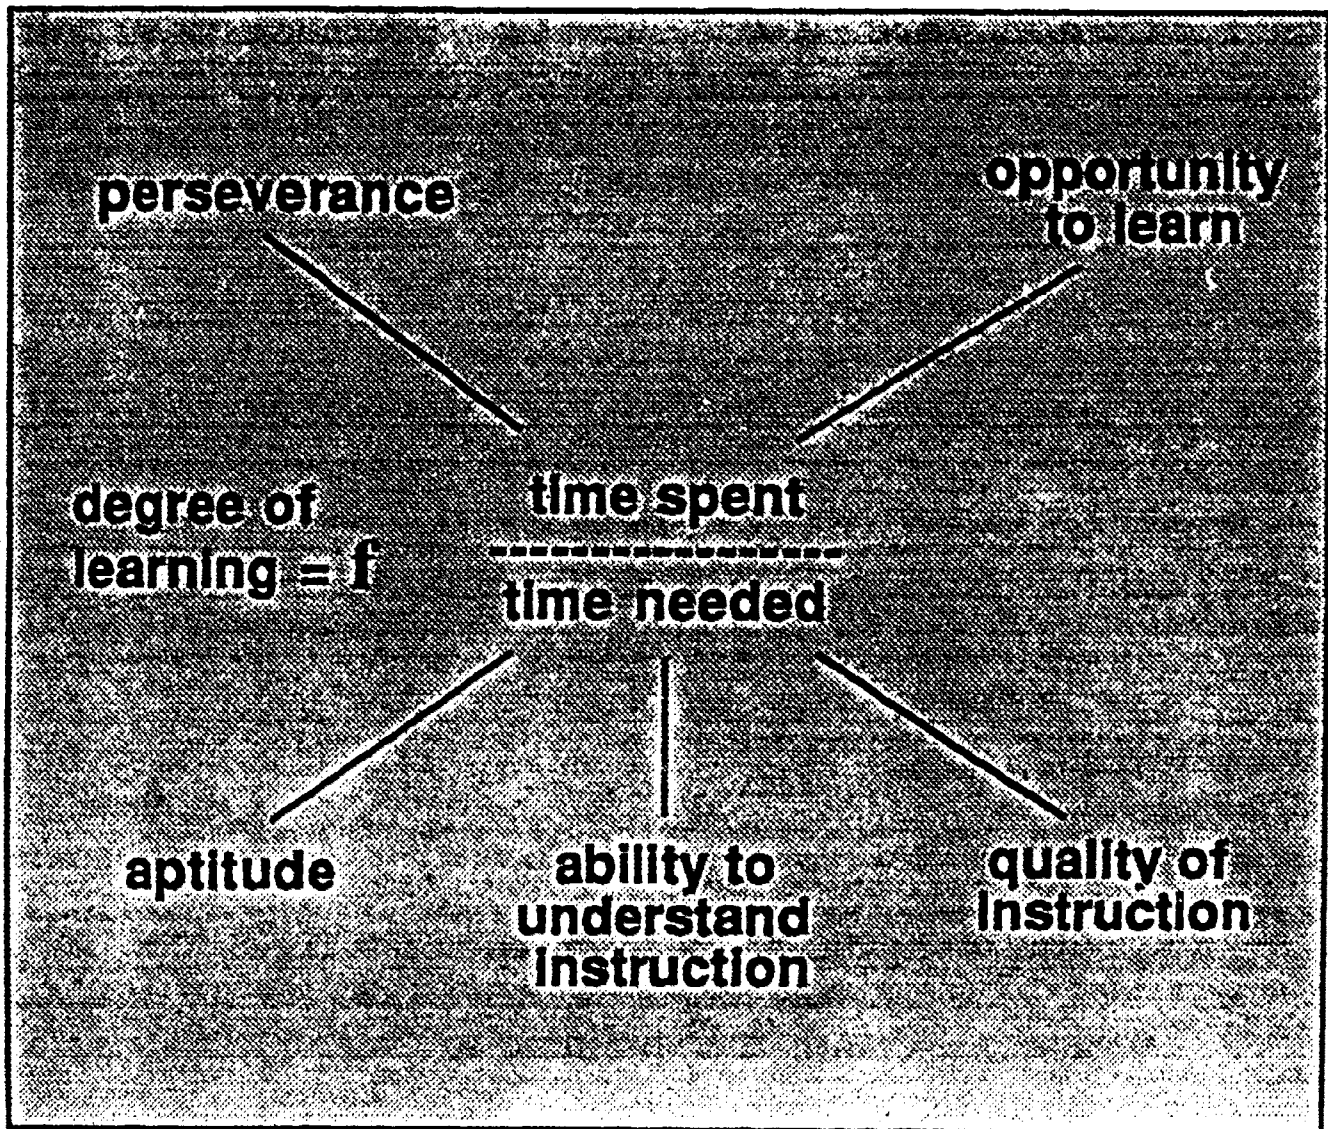 perseverance
opportunity
to learn
degree of
learning = f
time spent
time needed
aptitude
ability to
understand
instruction
quality of
instruction